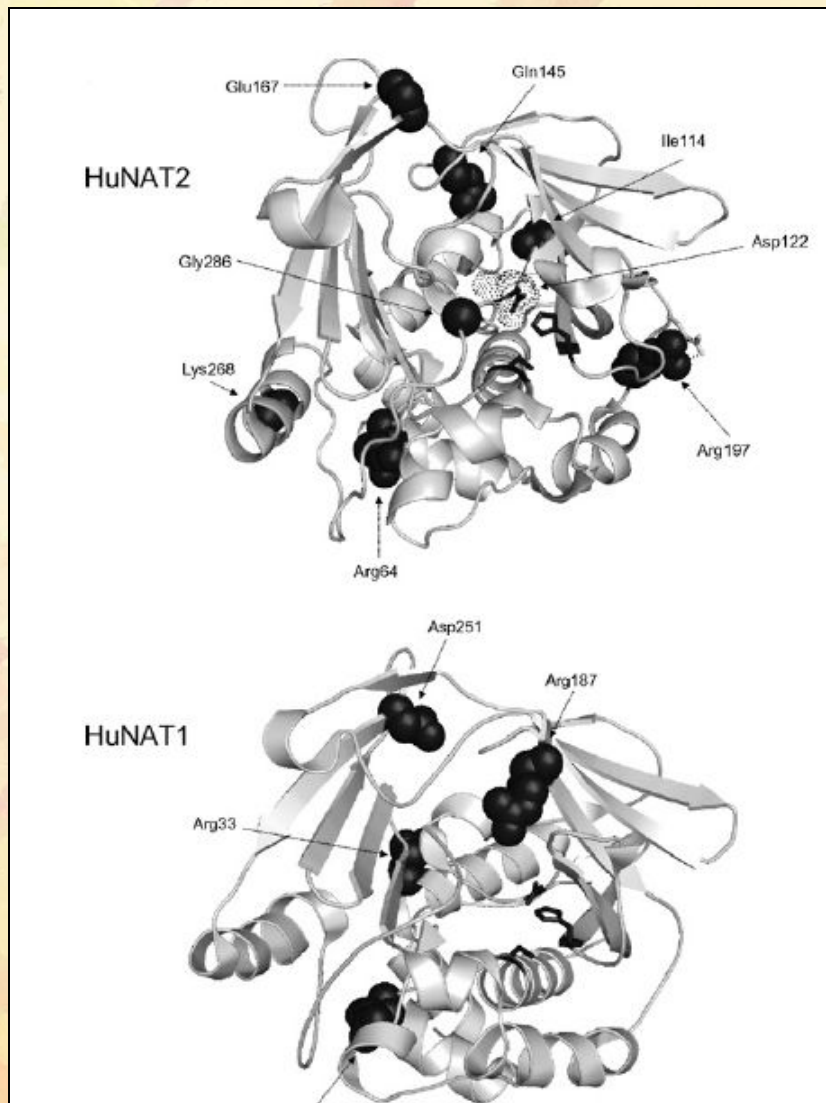 Glu167
Gln145
Ile114
HuNAT2
Asp122
Gly286
Lys268
Arg197
Arg64
Asp251
Arg187
HuNAT1
Arg33